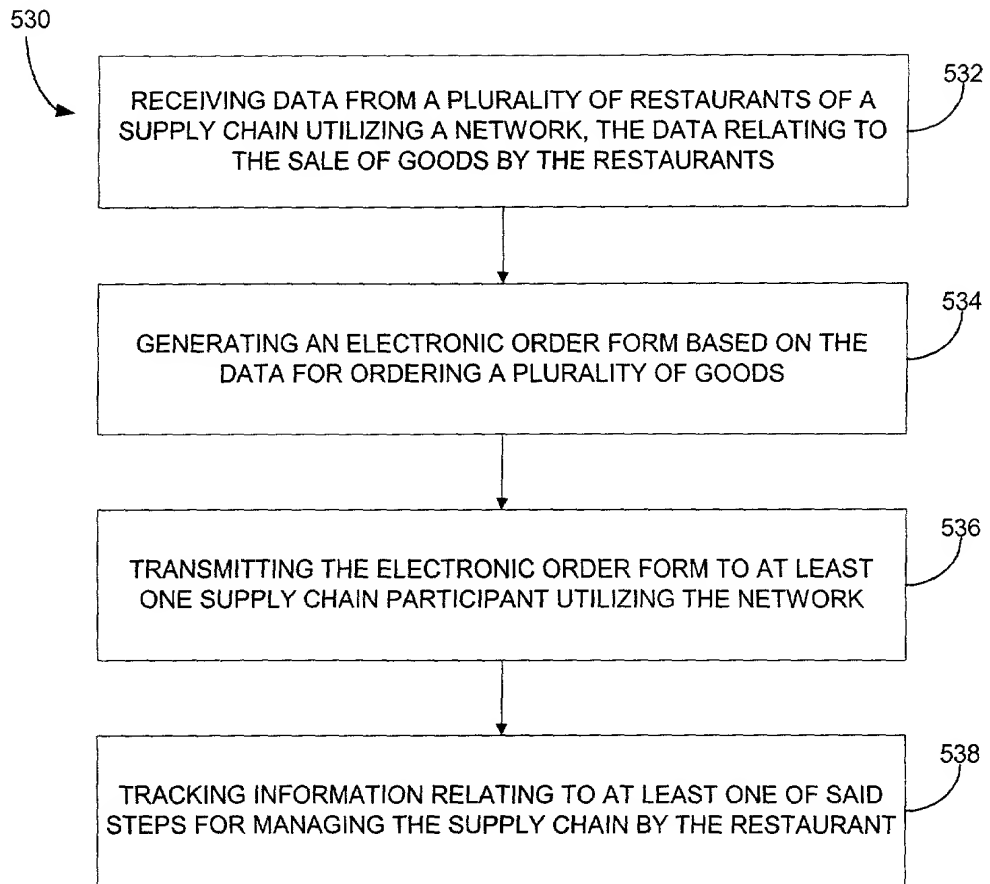 530
532
RECEIVING DATA FROM A PLURALITY OF RESTAURANTS OF A
SUPPLY CHAIN UTILIZING A NETWORK, THE DATA RELATING TO
THE SALE OF GOODS BY THE RESTAURANTS
534
GENERATING AN ELECTRONIC ORDER FORM BASED ON THE
DATA FOR ORDERING A PLURALITY OF GOODS
536
TRANSMITTING THE ELECTRONIC ORDER FORM TO AT LEAST
ONE SUPPLY CHAIN PARTICIPANT UTILIZING THE NETWORK
538
TRACKING INFORMATION RELATING TO AT LEAST ONE OF SAID
STEPS FOR MANAGING THE SUPPLY CHAIN BY THE RESTAURANT